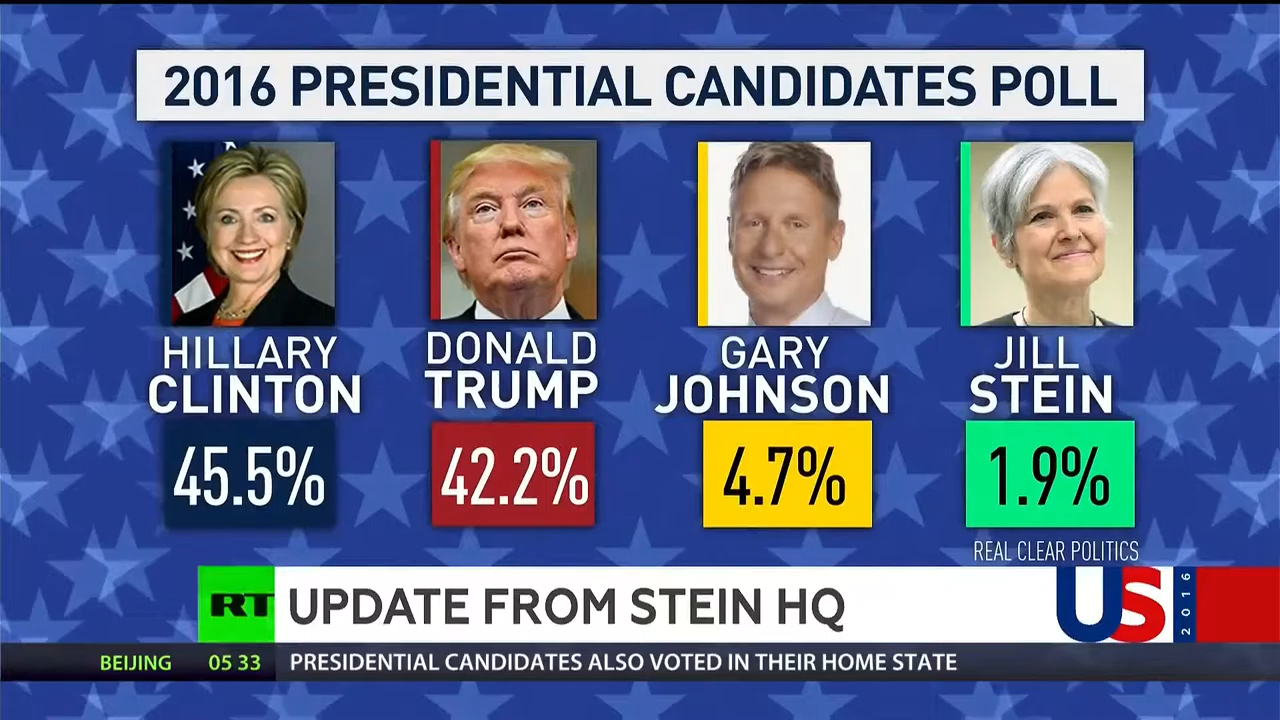 2016 PRESIDENTIAL CANDIDATES POLL
HILLARY
CLINTON
45.5%
DONALD
TRUMP
42.2%
GARY
JOHNSON
4.7%
JILL
STEIN
1.9%
REAL CLEAR POLITICS
RT UPDATE FROM STEIN HQ
US 2016
BEIJING 05 33 PRESIDENTIAL CANDIDATES ALSO VOTED IN THEIR HOME STATE